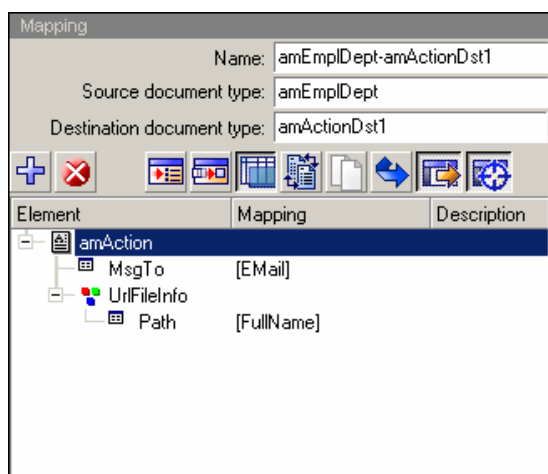 Mapping
Name: amEmplDept-amActionDst1
Source document type: amEmplDept
Destination document type: amActionDst1
Element Mapping Description
amAction
MsgTo [EMail]
UrlFileInfo
Path [FullName]